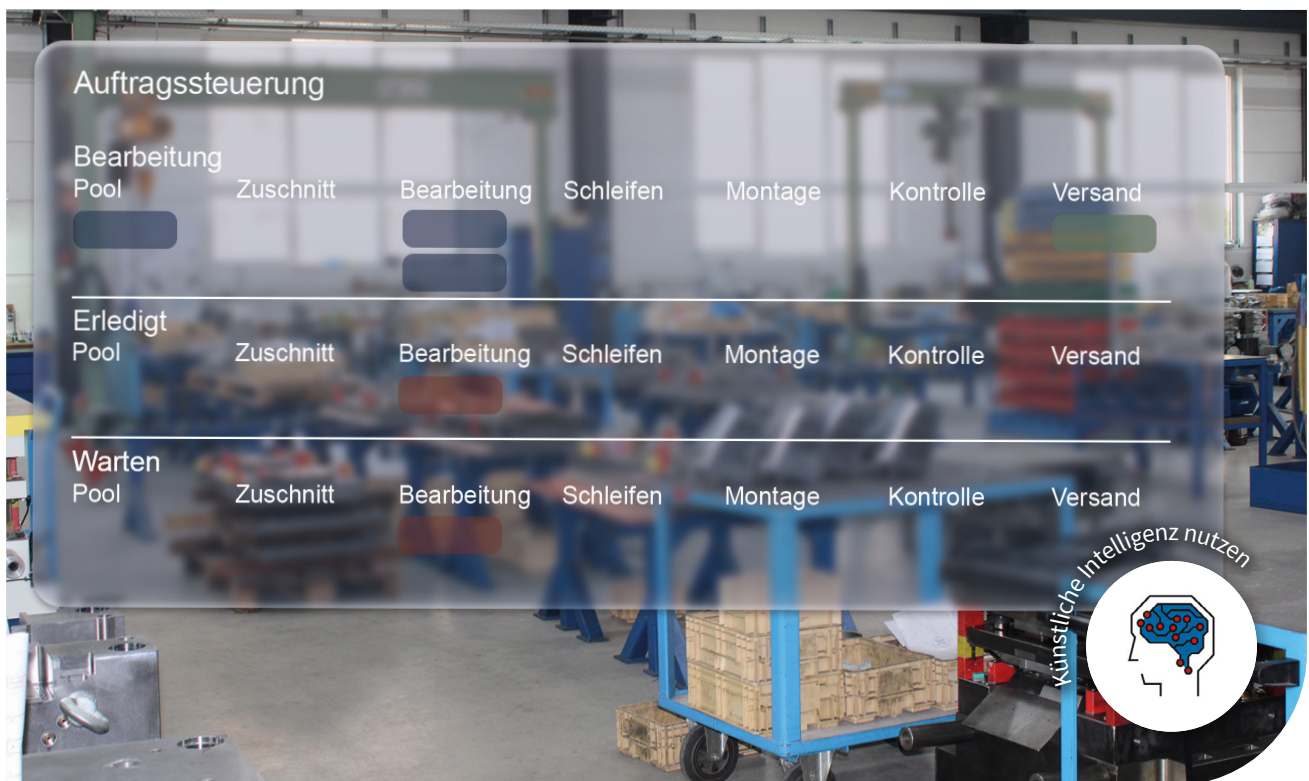 Auftragssteuerung
Bearbeitung
Pool Zuschnitt Bearbeitung Schleifen Montage Kontrolle Versand
Erledigt
Pool Zuschnitt Bearbeitung Schleifen Montage Kontrolle Versand
Warten
Pool Zuschnitt Bearbeitung Schleifen Montage Kontrolle Versand
Künstliche Intelligenz nutzen